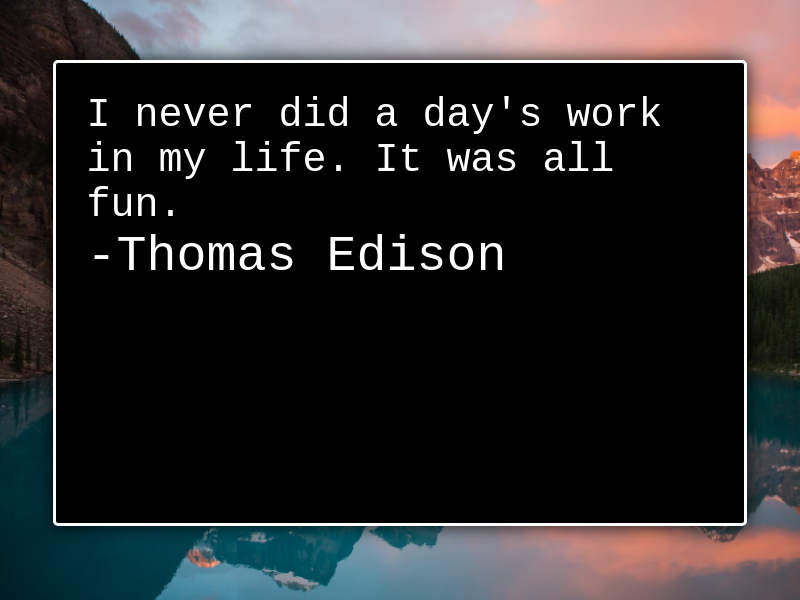 I never did a day's work
in my life. It was all
fun.
-Thomas Edison